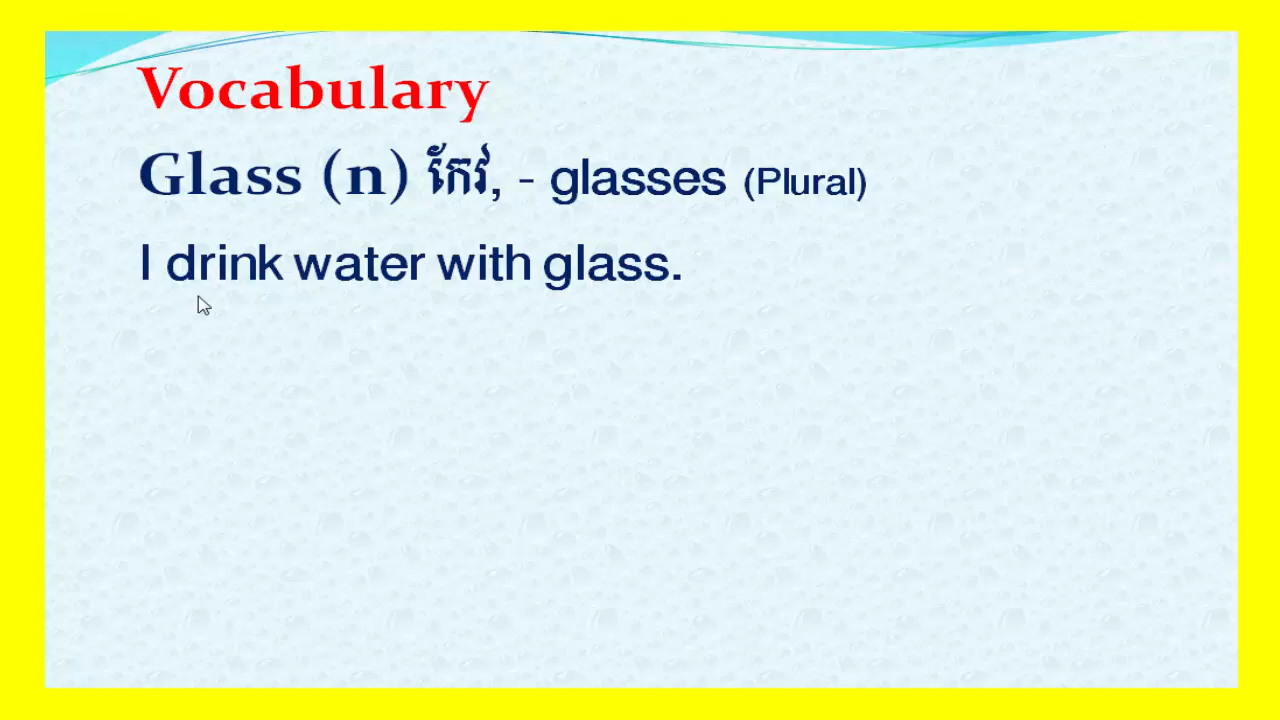 Vocabulary
Glass (n) កែវ, - glasses (Plural)
I drink water with glass.